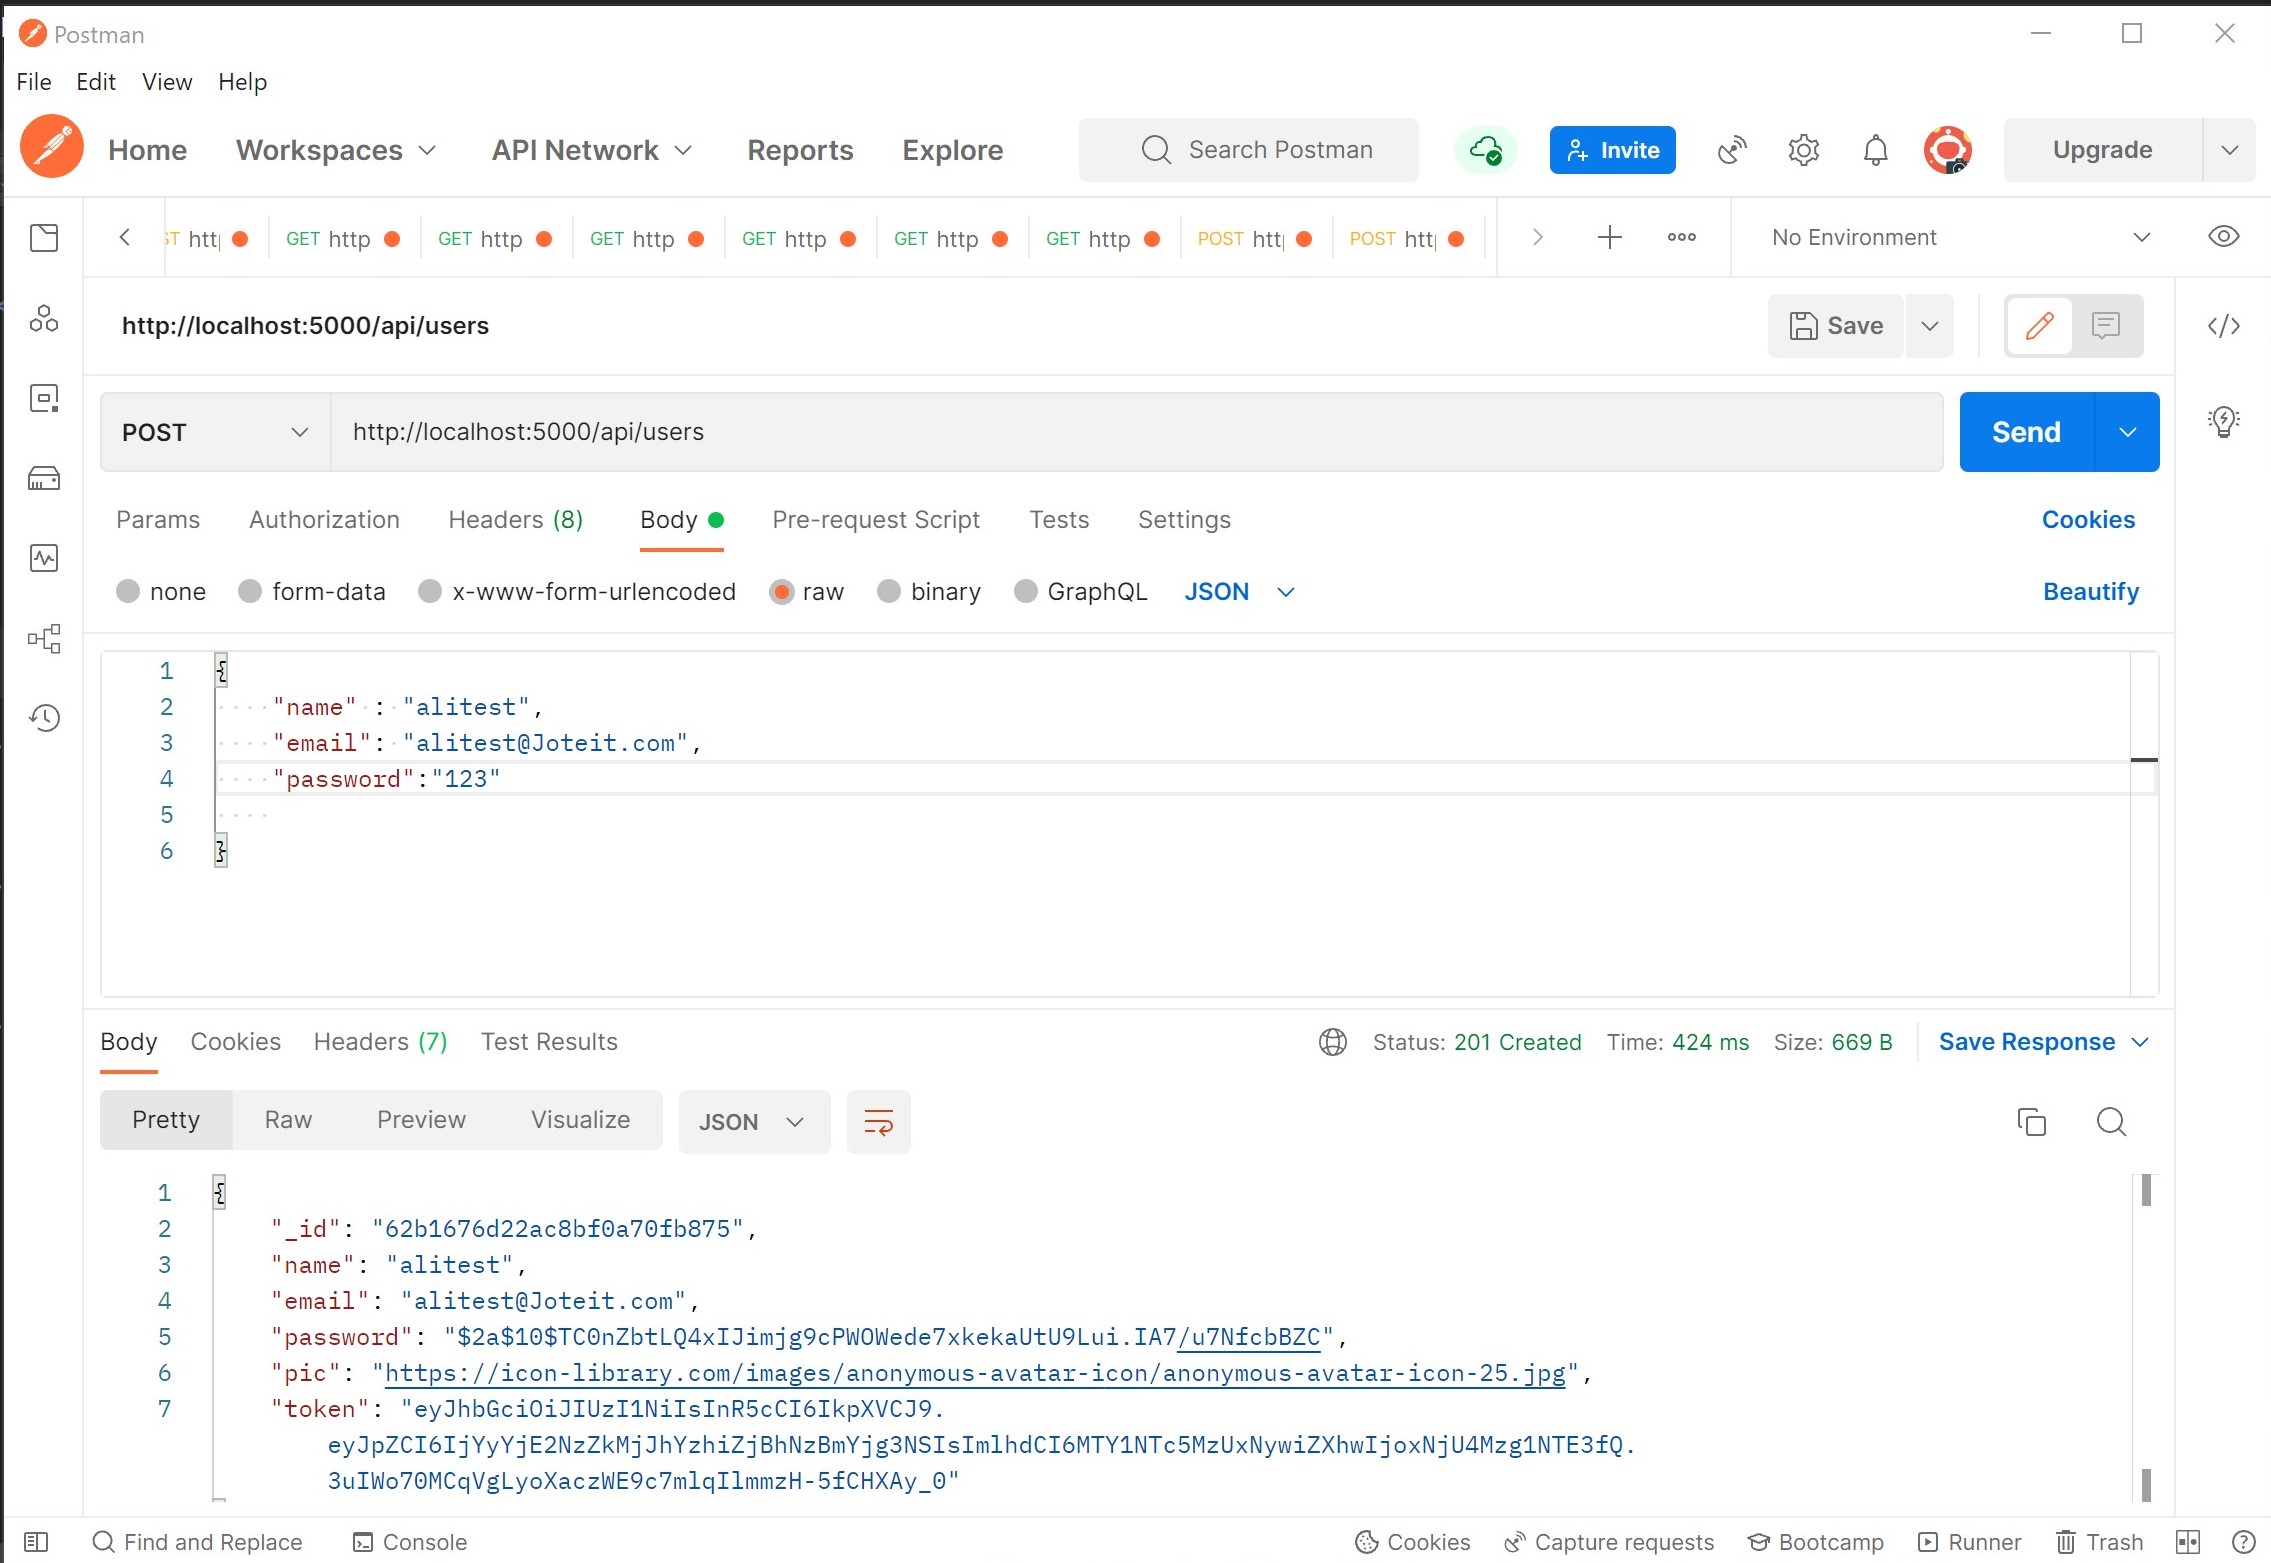 Postman
File Edit View Help
Home Workspaces API Network Reports Explore Search Postman Invite Upgrade
GET http GET http GET http GET http GET http GET http POST POST No Environment
http://localhost:5000/api/users Save
POST http://localhost:5000/api/users Send
Params Authorization Headers (8) Body Pre-request Script Tests Settings Cookies
none form-data x-www-form-urlencoded raw binary GraphQL JSON Beautify
1 {
2 "name" : "alitest",
3 "email": "alitest@Joteit.com",
4 "password":"123"
5
6 }
Body Cookies Headers (7) Test Results Status: 201 Created Time: 424 ms Size: 669 B Save Response
Pretty Raw Preview Visualize JSON
1 {
2 "_id": "62b1676d22ac8bf0a70fb875",
3 "name": "alitest",
4 "email": "alitest@Joteit.com",
5 "password": "$2a$10$TC0nZbtLQ4xIJimjg9cPWOWede7xkekaUtU9Lui.IA7/u7NfcbBZC",
6 "pic": "https://icon-library.com/images/anonymous-avatar-icon/anonymous-avatar-icon-25.jpg",
7 "token": "eyJhbGciOiJIUzI1NiIsInR5cCI6IkpXVCJ9.
eyJpZCI6IjYyYjE2NzZkMjJhYzhiZjBhNzBmYjg3NSIsImlhdCI6MTY1NTc5MzUxNywiZXhwIjoxNjU4Mzg1NTE3fQ.
3uIWo70MCqVgLyoXaczWE9c7mlqIlmmzH-5fCHXAy_0"
Find and Replace Console Cookies Capture requests Bootcamp Runner Trash